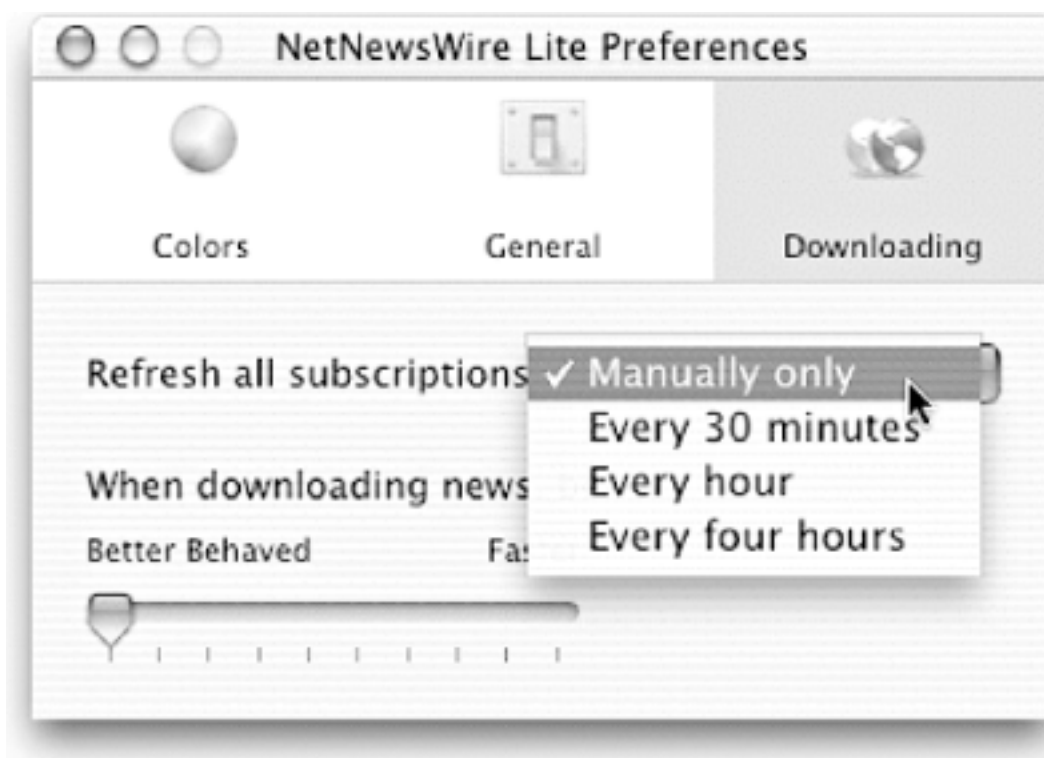 NetNewsWire Lite Preferences
Colors General Downloading
Refresh all subscriptions ✓ Manually only
Every 30 minutes
When downloading news
Every hour
Better Behaved
Every four hours